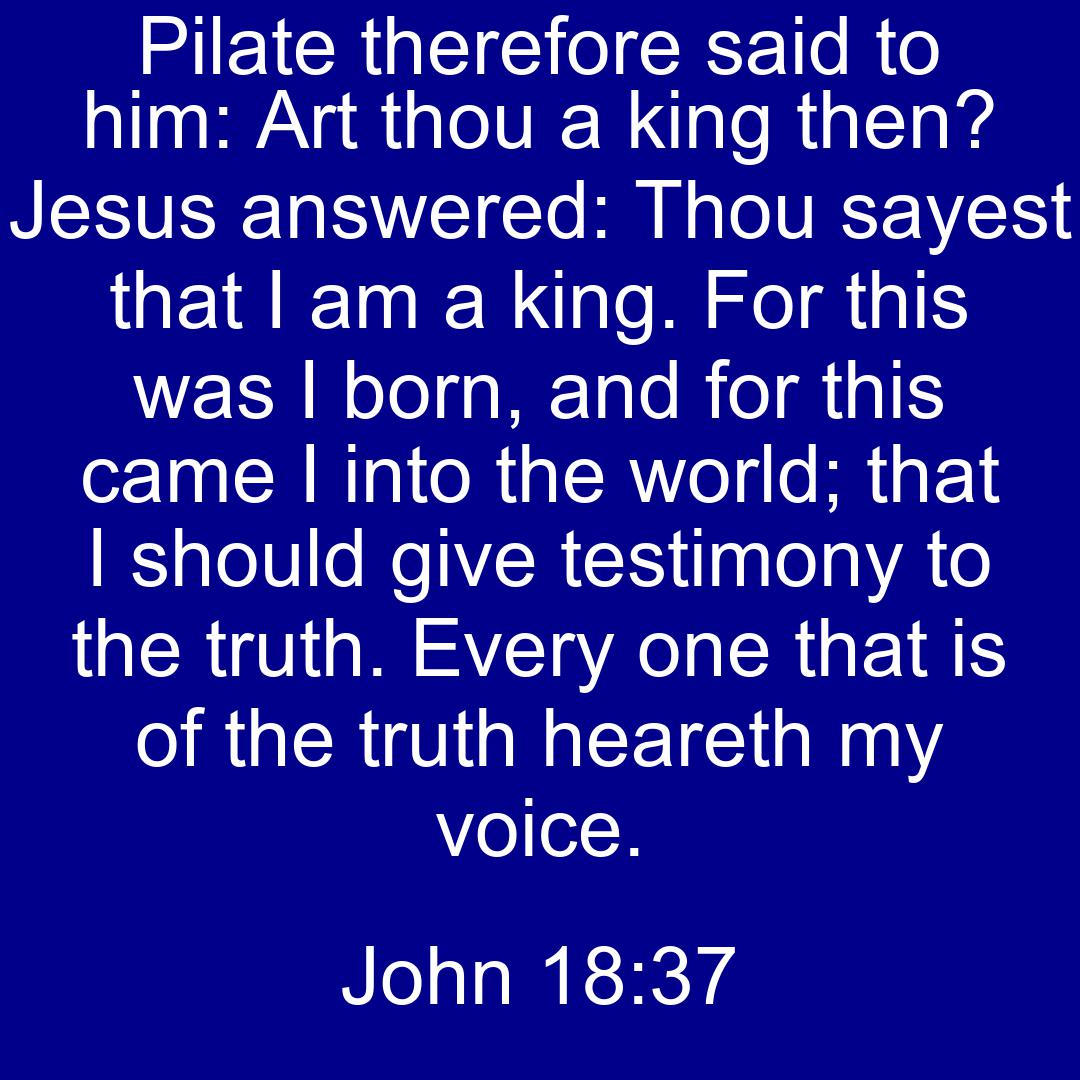 Pilate therefore said to
him: Art thou a king then?
Jesus answered: Thou sayest
that I am a king. For this
was I born, and for this
came I into the world; that
I should give testimony to
the truth. Every one that is
of the truth heareth my
voice.
John 18:37